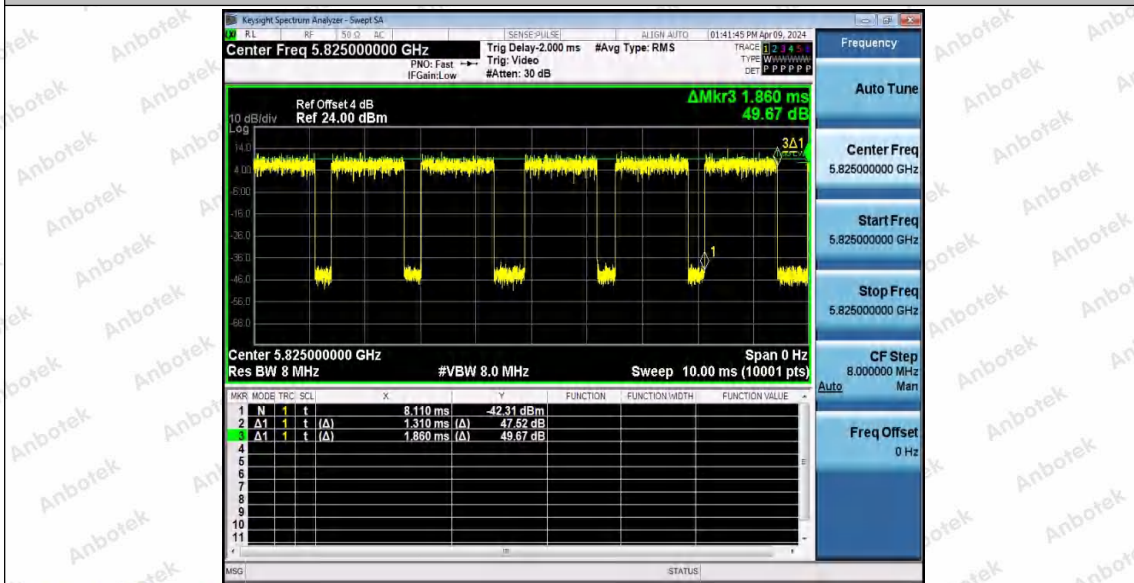 Keysight Spectrum Analyzer - Swept SA
RL RF 50 Ω AC SENSE:PULSE ALIGN AUTO 01:41:45 PM Apr 09, 2024
Center Freq 5.825000000 GHz
PNO: Fast
IFGain:Low
Trig Delay-2.000 ms
Trig: Video
#Atten: 30 dB
#Avg Type: RMS
TRACE 1 2 3 4 5 6
TYPE
DET P P P P P P
Ref Offset 4 dB
10 dB/div Ref 24.00 dBm
Log
ΔMkr3 1.860 ms
49.67 dB
14.0
4.00
-6.00
-16.0
-26.0
-36.0
-46.0
-56.0
-66.0
3Δ1
1
Center 5.825000000 GHz Span 0 Hz
Res BW 8 MHz #VBW 8.0 MHz Sweep 10.00 ms (10001 pts)
MKR MODE TRC SCL X Y FUNCTION FUNCTION WIDTH FUNCTION VALUE
1 N 1 t 8.110 ms -42.31 dBm
2 Δ1 1 t (Δ) 1.310 ms (Δ) 47.52 dB
3 Δ1 1 t (Δ) 1.860 ms (Δ) 49.67 dB
4
5
6
7
8
9
10
11
MSG STATUS
Frequency
Auto Tune
Center Freq
5.825000000 GHz
Start Freq
5.825000000 GHz
Stop Freq
5.825000000 GHz
CF Step
8.000000 MHz
Auto Man
Freq Offset
0 Hz
Anbotek